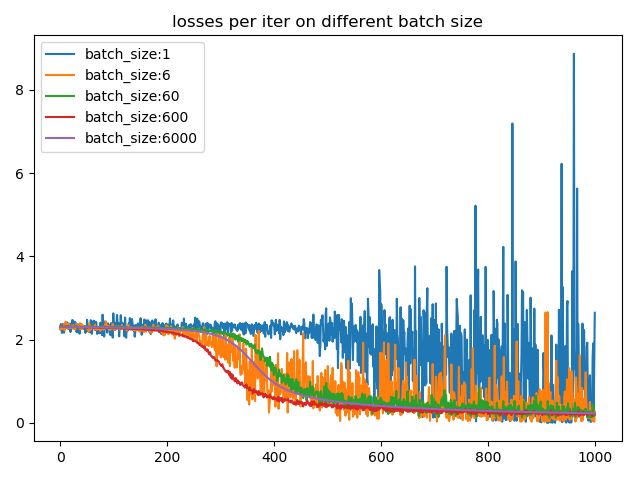 losses per iter on different batch size
batch_size:1
batch_size:6
batch_size:60
batch_size:600
batch_size:6000
8
6
4
2
0
0 200 400 600 800 1000